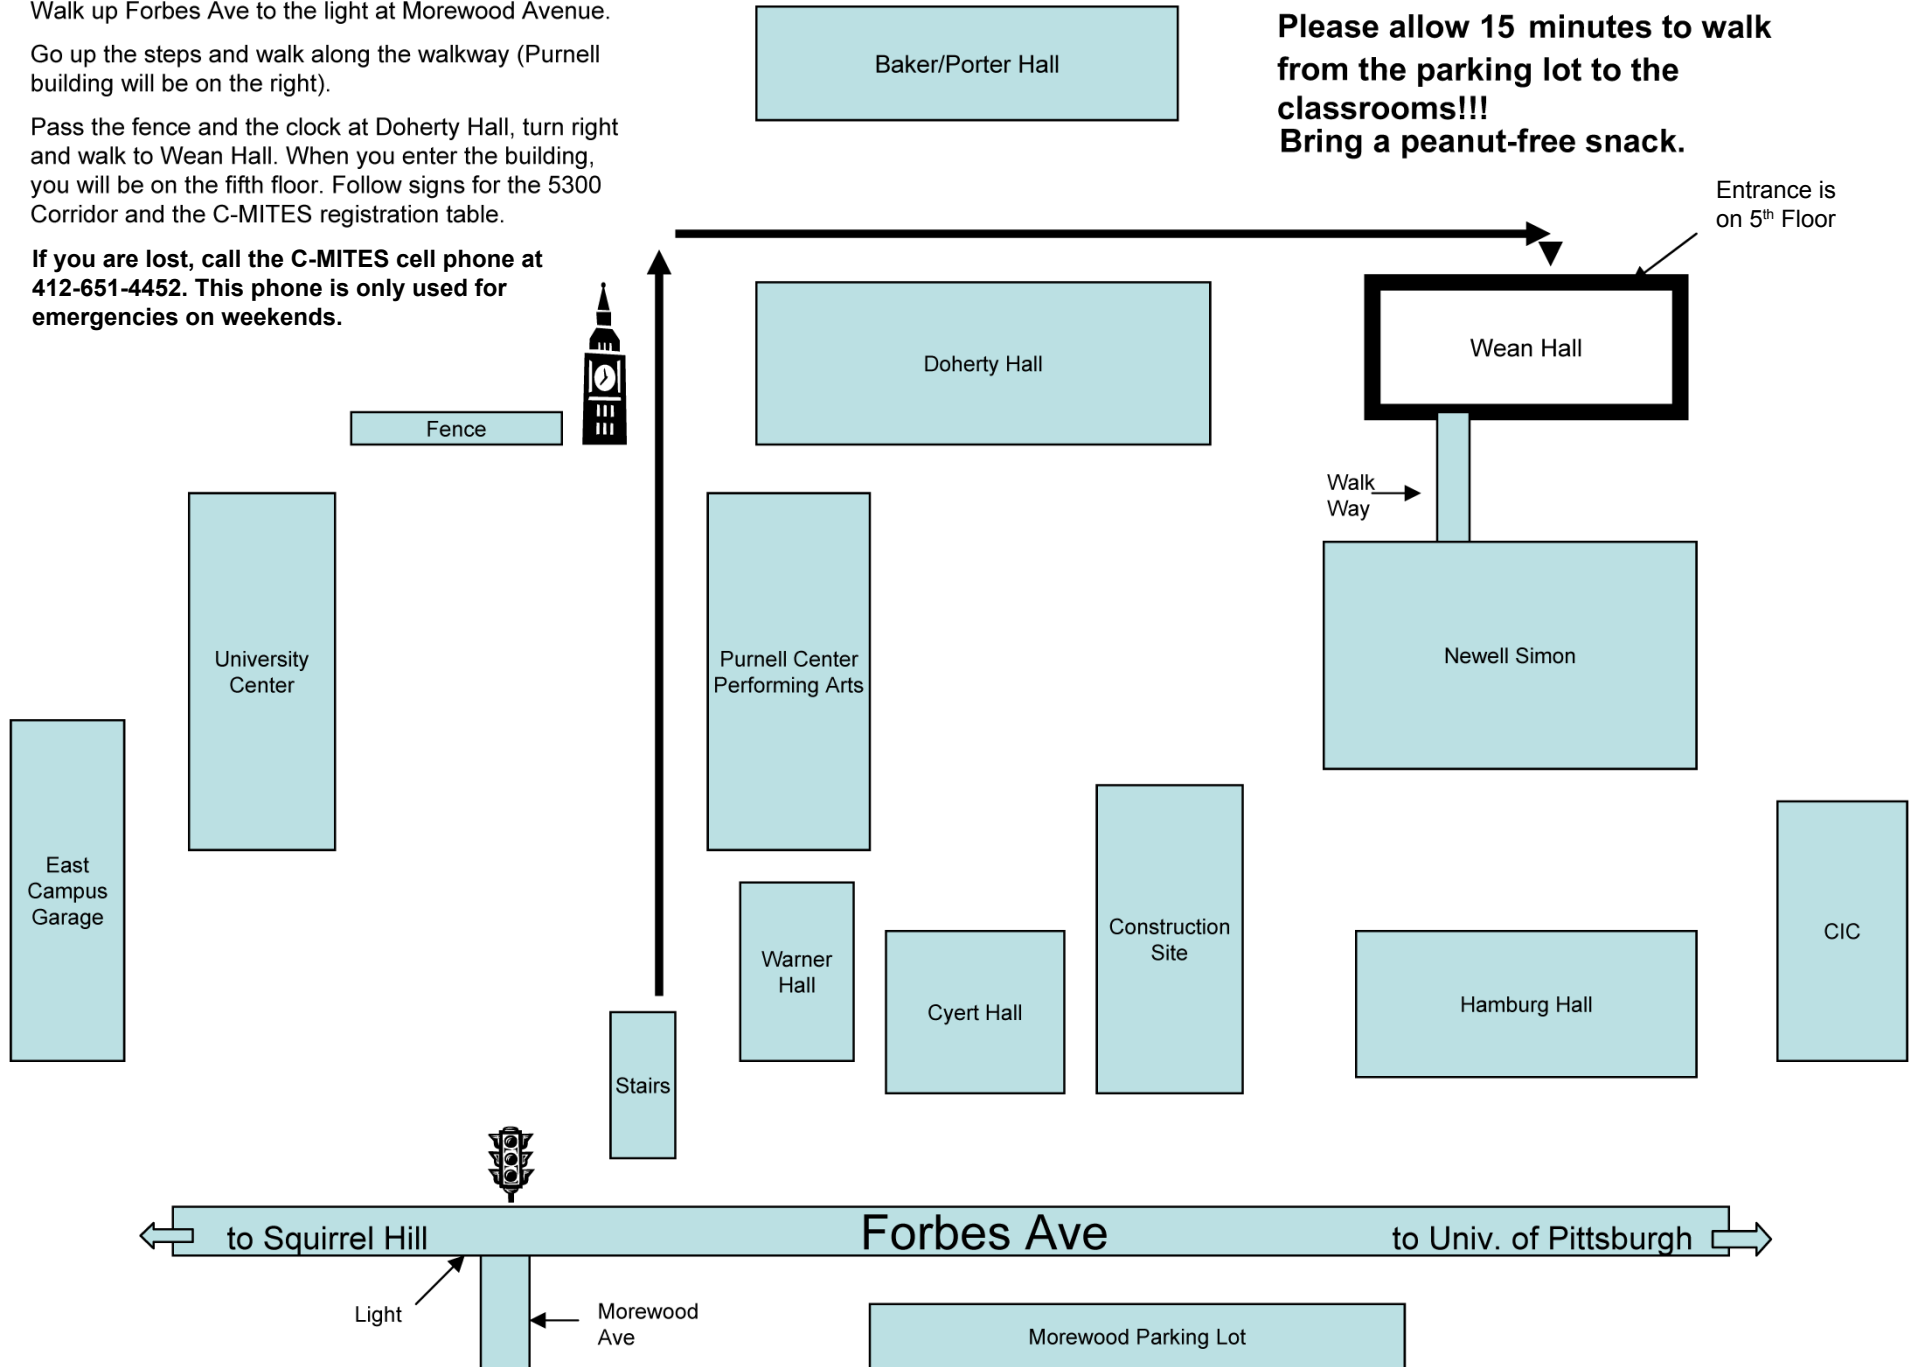 Walk up Forbes Ave to the light at Morewood Avenue.
Go up the steps and walk along the walkway (Purnell
building will be on the right).
Pass the fence and the clock at Doherty Hall, turn right
and walk to Wean Hall. When you enter the building,
you will be on the fifth floor. Follow signs for the 5300
Corridor and the C-MITES registration table.
If you are lost, call the C-MITES cell phone at
412-651-4452. This phone is only used for
emergencies on weekends.
Baker/Porter Hall
Please allow 15 minutes to walk
from the parking lot to the
classrooms!!!
Bring a peanut-free snack.
Entrance is
on 5th Floor
Doherty Hall
Wean Hall
Fence
Walk
Way
University
Center
Purnell Center
Performing Arts
Newell Simon
East
Campus
Garage
Warner
Hall
Cyert Hall
Construction
Site
Hamburg Hall
CIC
Stairs
to Squirrel Hill
Forbes Ave
to Univ. of Pittsburgh
Light
Morewood
Ave
Morewood Parking Lot